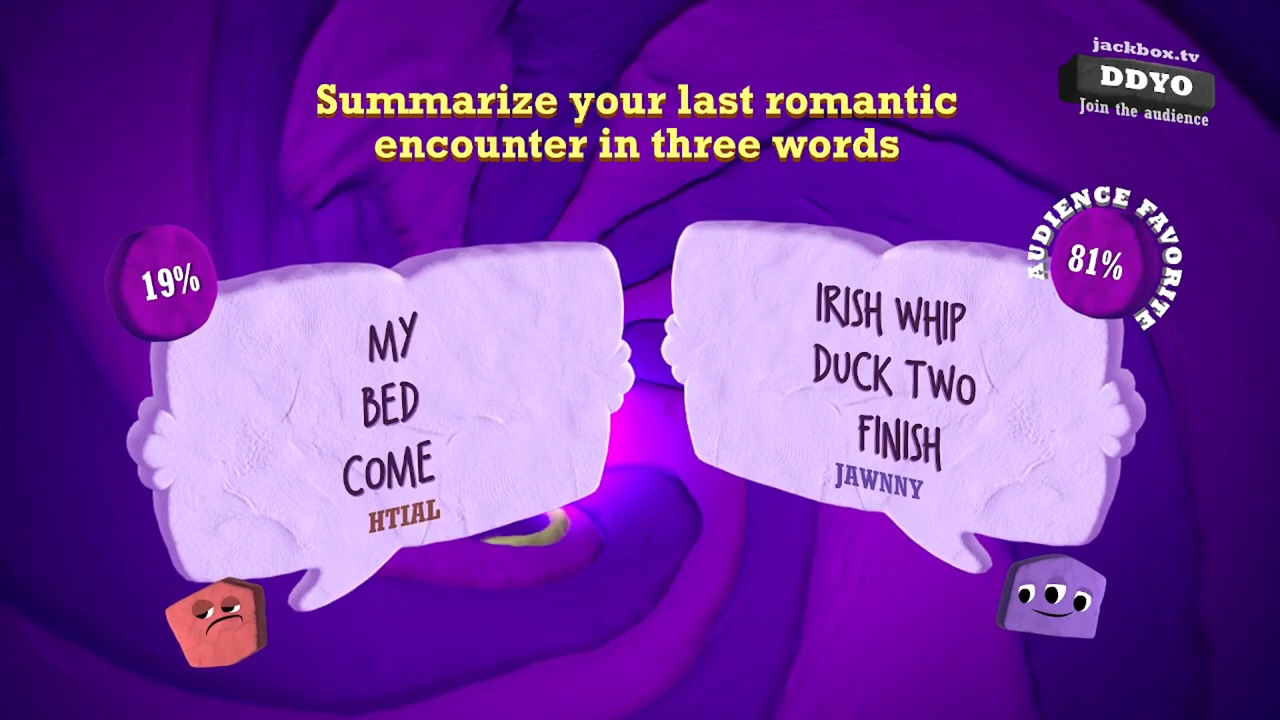 jackbox.tv
DDYO
Join the audience
Summarize your last romantic
encounter in three words
19%
MY
BED
COME
HTIAL
AUDIENCE FAVORITE
81%
IRISH WHIP
DUCK TWO
FINISH
JAWNNY